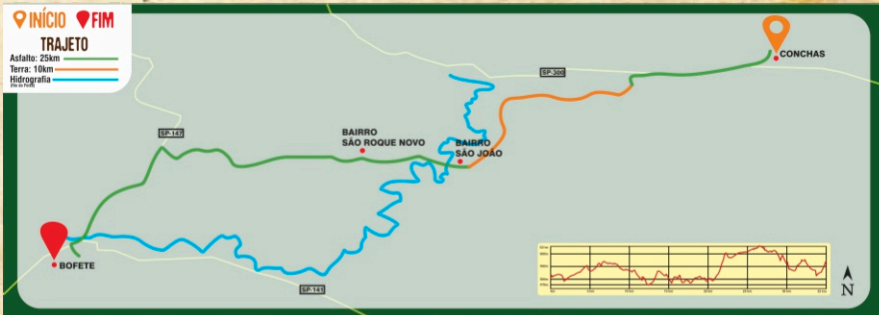 INÍCIO FIM
TRAJETO
Asfalto: 25km
Terra: 10km
Hidrografia
CONCHAS
SP-300
SP-147
BAIRRO
SÃO ROQUE NOVO
BAIRRO
SÃO JOÃO
BOFETE
SP-141
N